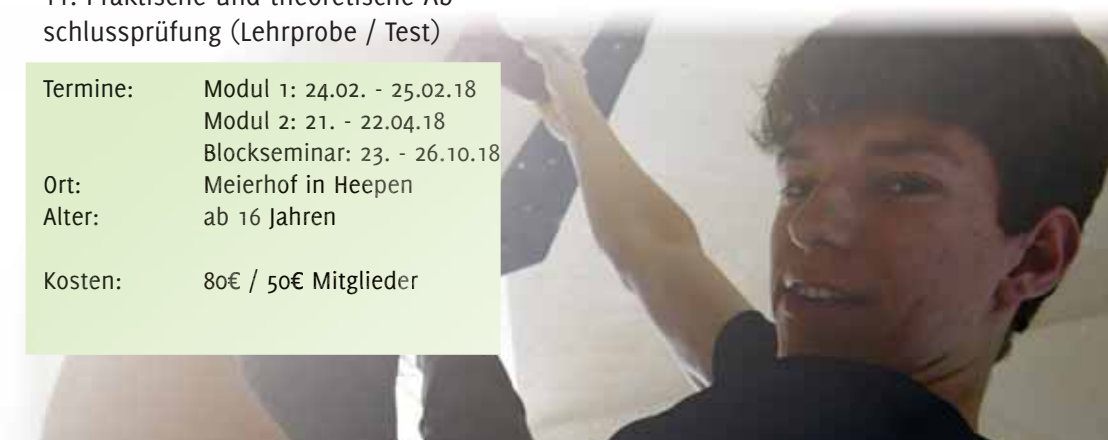 11. Praktische und theoretische Ab-
schlussprüfung (Lehrprobe / Test)
Termine: Modul 1: 24.02. - 25.02.18
Modul 2: 21. - 22.04.18
Blockseminar: 23. - 26.10.18
Ort: Meierhof in Heepen
Alter: ab 16 Jahren
Kosten: 80€ / 50€ Mitglieder